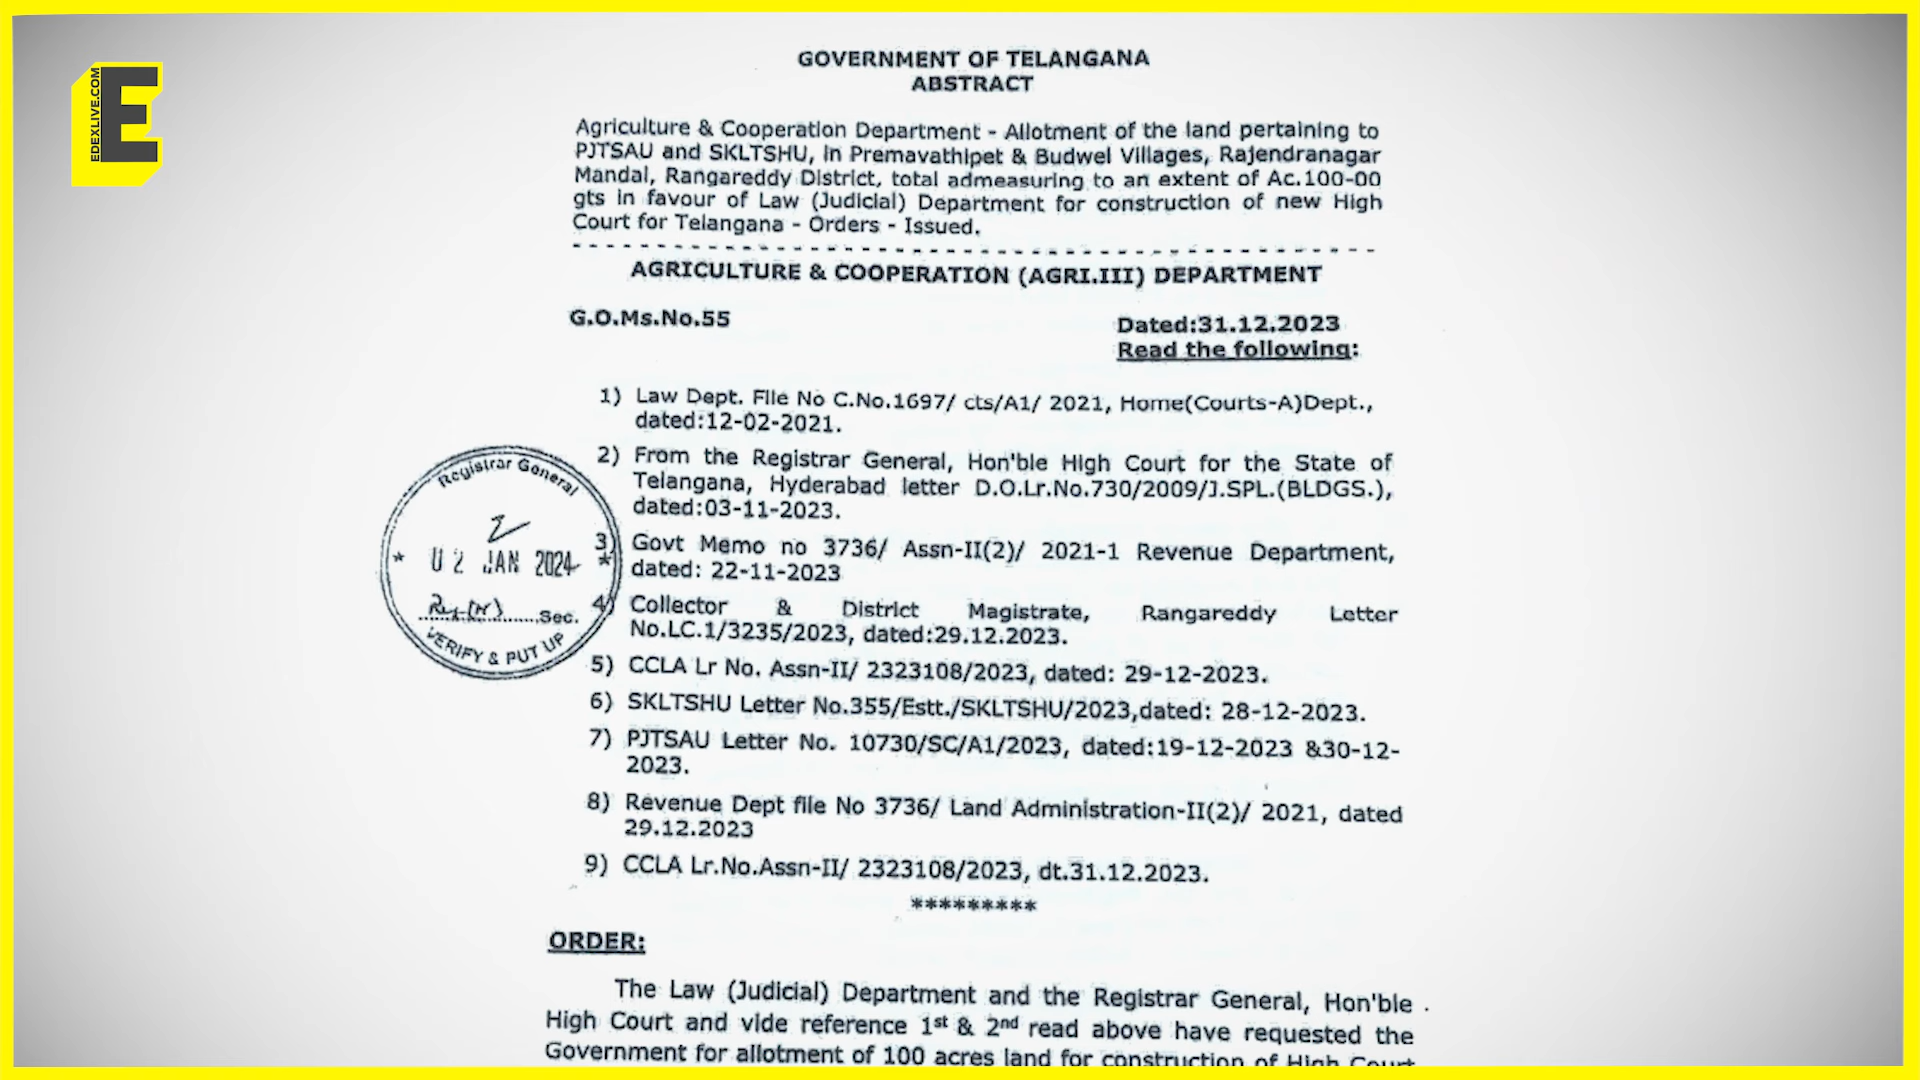 EDEXLIVE.COM
E
GOVERNMENT OF TELANGANA
ABSTRACT
Agriculture & Cooperation Department - Allotment of the land pertaining to
PJTSAU and SKLTSHU, in Premavathipet & Budwel Villages, Rajendranagar
Mandal, Rangareddy District, total admeasuring to an extent of Ac.100-00
gts in favour of Law (Judicial) Department for construction of new High
Court for Telangana - Orders - Issued.
AGRICULTURE & COOPERATION (AGRI.III) DEPARTMENT
G.O.Ms.No.55
Dated:31.12.2023
Read the following:
1) Law Dept. File No C.No.1697/ cts/A1/ 2021, Home(Courts-A)Dept.,
dated:12-02-2021.
2) From the Registrar General, Hon'ble High Court for the State of
Telangana, Hyderabad letter D.O.Lr.No.730/2009/J.SPL.(BLDGS.),
dated:03-11-2023.
3) Govt Memo no 3736/ Assn-II(2)/ 2021-1 Revenue Department,
dated: 22-11-2023
4) Collector & District Magistrate, Rangareddy Letter
No.LC.1/3235/2023, dated:29.12.2023.
5) CCLA Lr No. Assn-II/ 2323108/2023, dated: 29-12-2023.
6) SKLTSHU Letter No.355/Estt./SKLTSHU/2023,dated: 28-12-2023.
7) PJTSAU Letter No. 10730/SC/A1/2023, dated:19-12-2023 &30-12-
2023.
8) Revenue Dept file No 3736/ Land Administration-II(2)/ 2021, dated
29.12.2023
9) CCLA Lr.No.Assn-II/ 2323108/2023, dt.31.12.2023.
*********
Registrar General
2
* 02 JAN 2024 *
Sec.
VERIFY & PUT UP
ORDER:
The Law (Judicial) Department and the Registrar General, Hon'ble
High Court and vide reference 1st & 2nd read above have requested the
Government for allotment of 100 acres land for construction of High Court